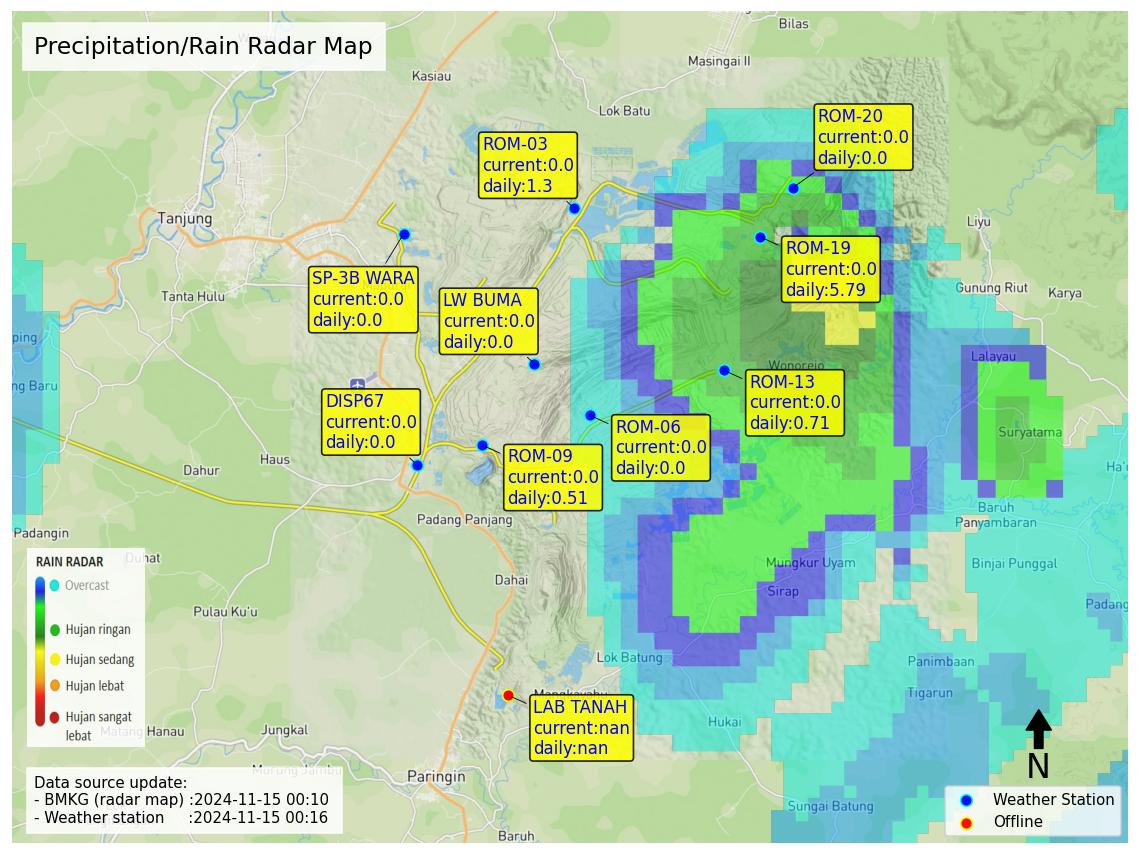 Precipitation/Rain Radar Map
Bilas
Masingai II
Kasiau
Lok Batu
ROM-20
current:0.0
daily:0.0
ROM-03
current:0.0
daily:1.3
Tanjung
Liyu
ROM-19
current:0.0
daily:5.79
SP-3B WARA
current:0.0
daily:0.0
Tanta Hulu
LW BUMA
current:0.0
daily:0.0
Gunung Riut
Karya
ping
Lalayau
Wonorejo
ng Baru
ROM-13
current:0.0
daily:0.71
DISP67
current:0.0
daily:0.0
ROM-06
current:0.0
daily:0.0
Suryatama
ROM-09
current:0.0
daily:0.51
Haus
Dahur
Ha'u
Baruh
Panyambaran
Padang Panjang
Padangin
Duhat
Mungkur Uyam
Binjai Punggal
Dahai
Sirap
Padang
Pulau Ku'u
RAIN RADAR
Overcast
Hujan ringan
Hujan sedang
Hujan lebat
Hujan sangat
lebat
Lok Batung
Panimbaan
Tigarun
Mangkayahu
LAB TANAH
current:nan
daily:nan
Hukai
Matang Hanau
Jungkal
Murung Jambu
Paringin
N
Data source update:
- BMKG (radar map) :2024-11-15 00:10
- Weather station :2024-11-15 00:16
Sungai Batung
Baruh
Weather Station
Offline